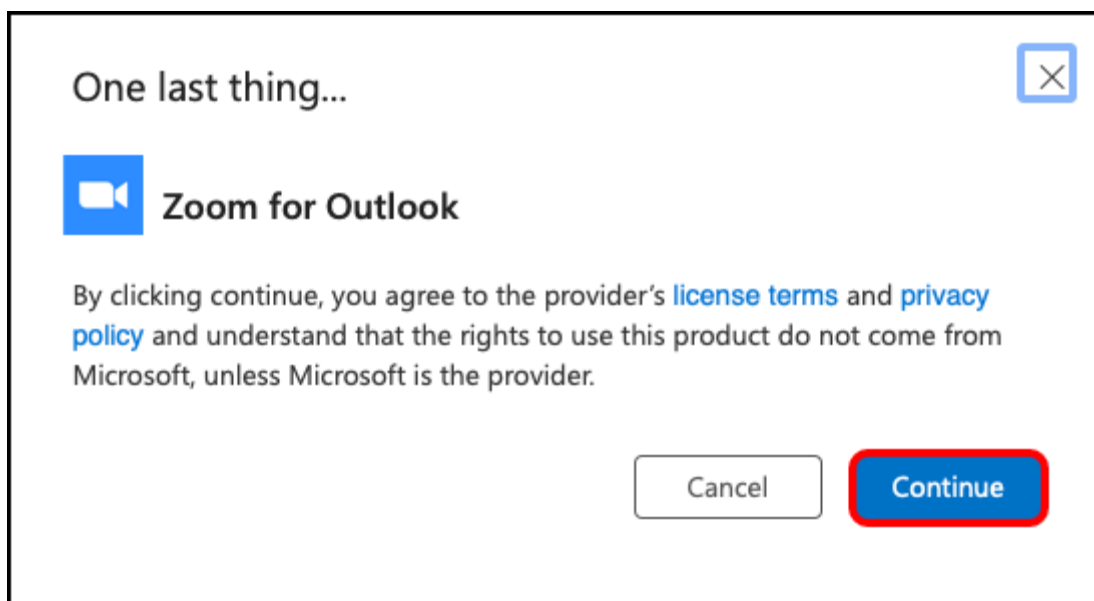 One last thing...
Zoom for Outlook
By clicking continue, you agree to the provider’s license terms and privacy
policy and understand that the rights to use this product do not come from
Microsoft, unless Microsoft is the provider.
Cancel
Continue